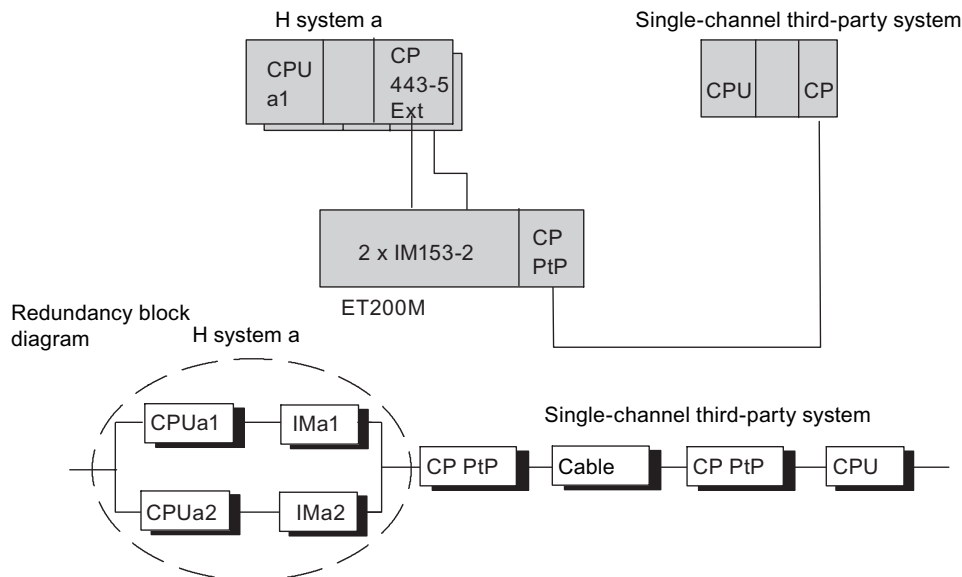 H system a
Single-channel third-party system
CPU
a1
CP
443-5
Ext
CPU
CP
2 x IM153-2
CP
PtP
ET200M
Redundancy block
diagram
H system a
Single-channel third-party system
CPUa1
IMa1
CP PtP
Cable
CP PtP
CPU
CPUa2
IMa2